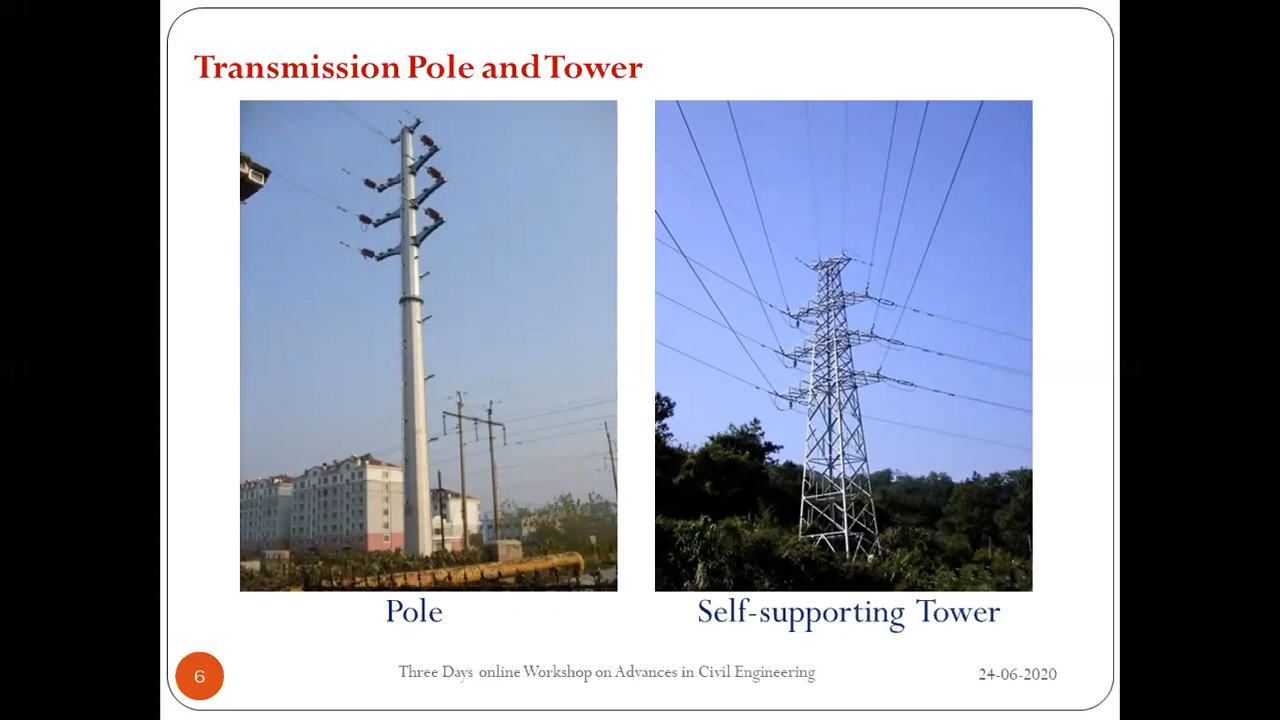 Transmission Pole and Tower
Pole
Self-supporting Tower
6
Three Days online Workshop on Advances in Civil Engineering
24-06-2020